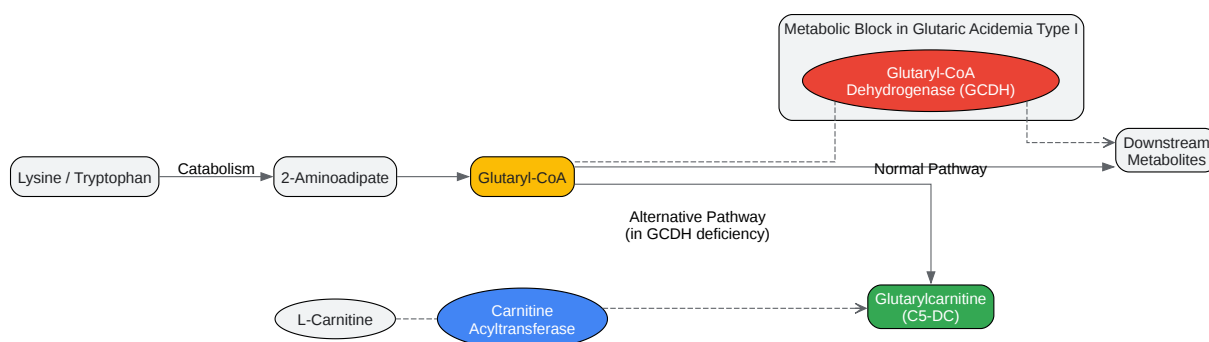 Metabolic Block in Glutaric Acidemia Type I
Glutaryl-CoA
Dehydrogenase (GCDH)
Lysine / Tryptophan
Catabolism
2-Aminoadipate
Glutaryl-CoA
Normal Pathway
Downstream
Metabolites
Alternative Pathway
(in GCDH deficiency)
L-Carnitine
Carnitine
Acyltransferase
Glutarylcarnitine
(C5-DC)